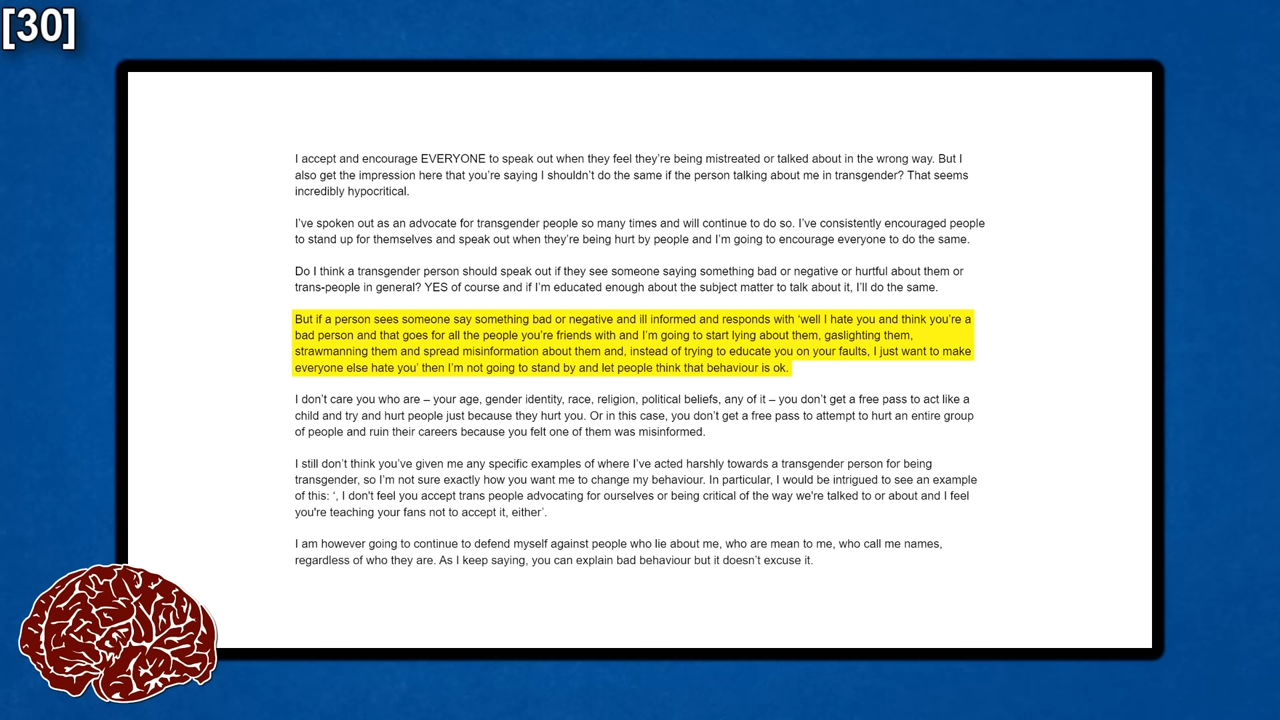 [30]
I accept and encourage EVERYONE to speak out when they feel they're being mistreated or talked about in the wrong way. But I
also get the impression here that you're saying I shouldn't do the same if the person talking about me in transgender? That seems
incredibly hypocritical.
I've spoken out as an advocate for transgender people so many times and will continue to do so. I've consistently encouraged people
to stand up for themselves and speak out when they're being hurt by people and I'm going to encourage everyone to do the same.
Do I think a transgender person should speak out if they see someone saying something bad or negative or hurtful about them or
trans-people in general? YES of course and if I'm educated enough about the subject matter to talk about it, I'll do the same.
But if a person sees someone say something bad or negative and ill informed and responds with 'well I hate you and think you're a
bad person and that goes for all the people you're friends with and I'm going to start lying about them, gaslighting them,
strawmanning them and spread misinformation about them and, instead of trying to educate you on your faults, I just want to make
everyone else hate you' then I'm not going to stand by and let people think that behaviour is ok.
I don't care you who are – your age, gender identity, race, religion, political beliefs, any of it – you don't get a free pass to act like a
child and try and hurt people just because they hurt you. Or in this case, you don't get a free pass to attempt to hurt an entire group
of people and ruin their careers because you felt one of them was misinformed.
I still don't think you've given me any specific examples of where I've acted harshly towards a transgender person for being
transgender, so I'm not sure exactly how you want me to change my behaviour. In particular, I would be intrigued to see an example
of this: ', I don't feel you accept trans people advocating for ourselves or being critical of the way we're talked to or about and I feel
you're teaching your fans not to accept it, either'.
I am however going to continue to defend myself against people who lie about me, who are mean to me, who call me names,
regardless of who they are. As I keep saying, you can explain bad behaviour but it doesn't excuse it.